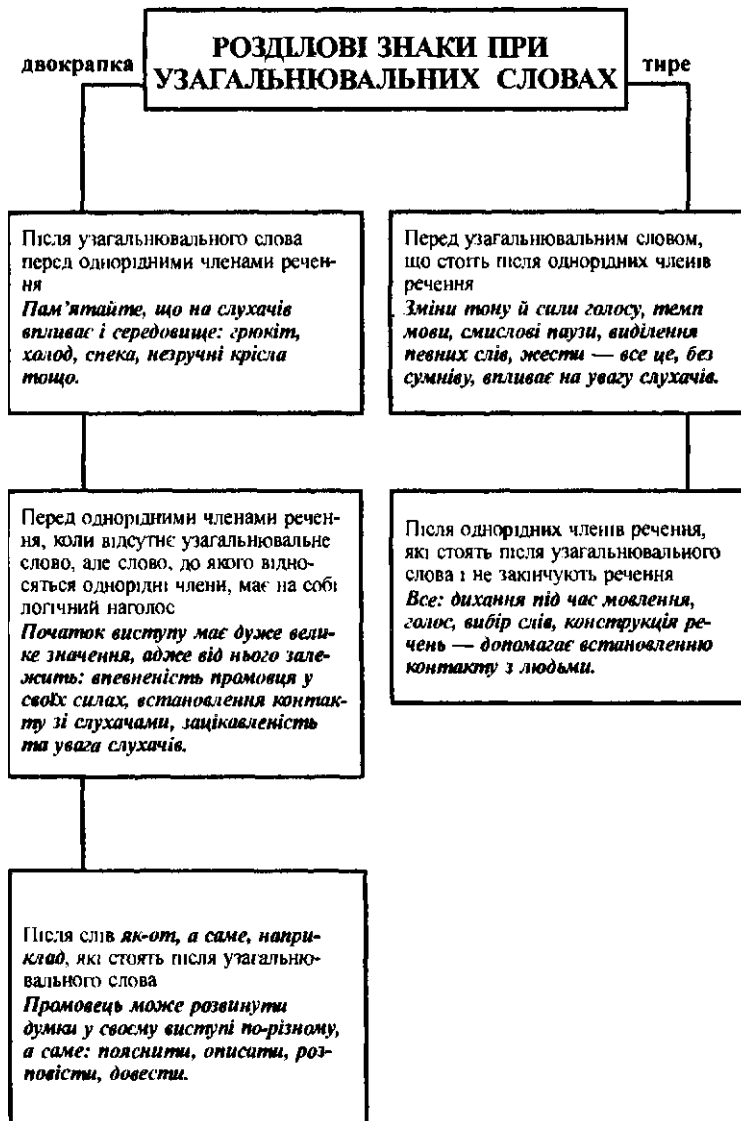 РОЗДІЛОВІ ЗНАКИ ПРИ
УЗАГАЛЬНЮВАЛЬНИХ СЛОВАХ
двокрапка
тире
Після узагальнювального слова
перед однорідними членами речен-
ня
Пам'ятайте, що на слухачів
впливає і середовище: грюкіт,
холод, спека, незручні крісла
тощо.
Перед однорідними членами речен-
ня, коли відсутнє узагальнювальне
слово, але слово, до якого відно-
сяться однорідні члени, має на собі
логічний наголос
Початок виступу має дуже вели-
ке значення, адже від нього зале-
жить: впевненість промовця у
своїх силах, встановлення контак-
ту зі слухачами, зацікавленість
та увага слухачів.
Після слів як-от, а саме, напри-
клад, які стоять після узагальню-
вального слова
Промовець може розвинути
думки у своєму виступі по-різному,
а саме: пояснити, описати, роз-
повісти, довести.
Перед узагальнювальним словом,
що стоїть після однорідних членів
речення
Зміни тону й сили голосу, темп
мови, смислові паузи, виділення
певних слів, жести — все це, без
сумніву, впливає на увагу слухачів.
Після однорідних членів речення,
які стоять після узагальнювального
слова і не закінчують речення
Все: дихання під час мовлення,
голос, вибір слів, конструкція ре-
чень — допомагає встановленню
контакту з людьми.